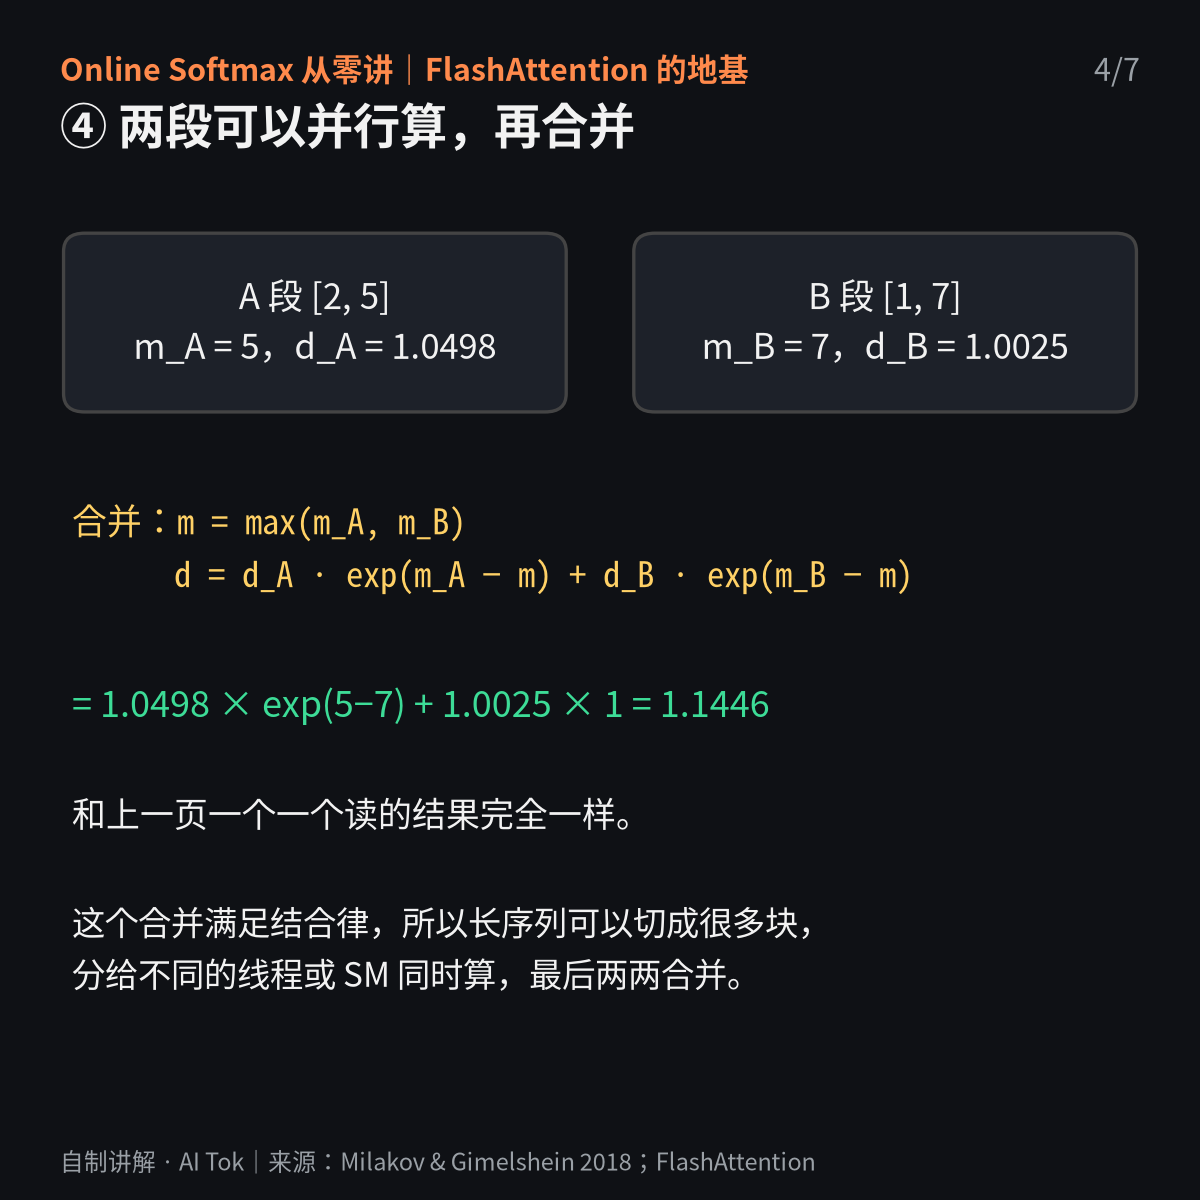 Online Softmax 从零讲｜FlashAttention 的地基
4/7
④ 两段可以并行算，再合并
A 段 [2, 5]
m_A = 5，d_A = 1.0498
B 段 [1, 7]
m_B = 7，d_B = 1.0025
合并：m = max(m_A, m_B)
d = d_A · exp(m_A − m) + d_B · exp(m_B − m)
= 1.0498 × exp(5−7) + 1.0025 × 1 = 1.1446
和上一页一个一个读的结果完全一样。
这个合并满足结合律，所以长序列可以切成很多块，
分给不同的线程或 SM 同时算，最后两两合并。
自制讲解 · AI Tok｜来源：Milakov & Gimelshein 2018；FlashAttention